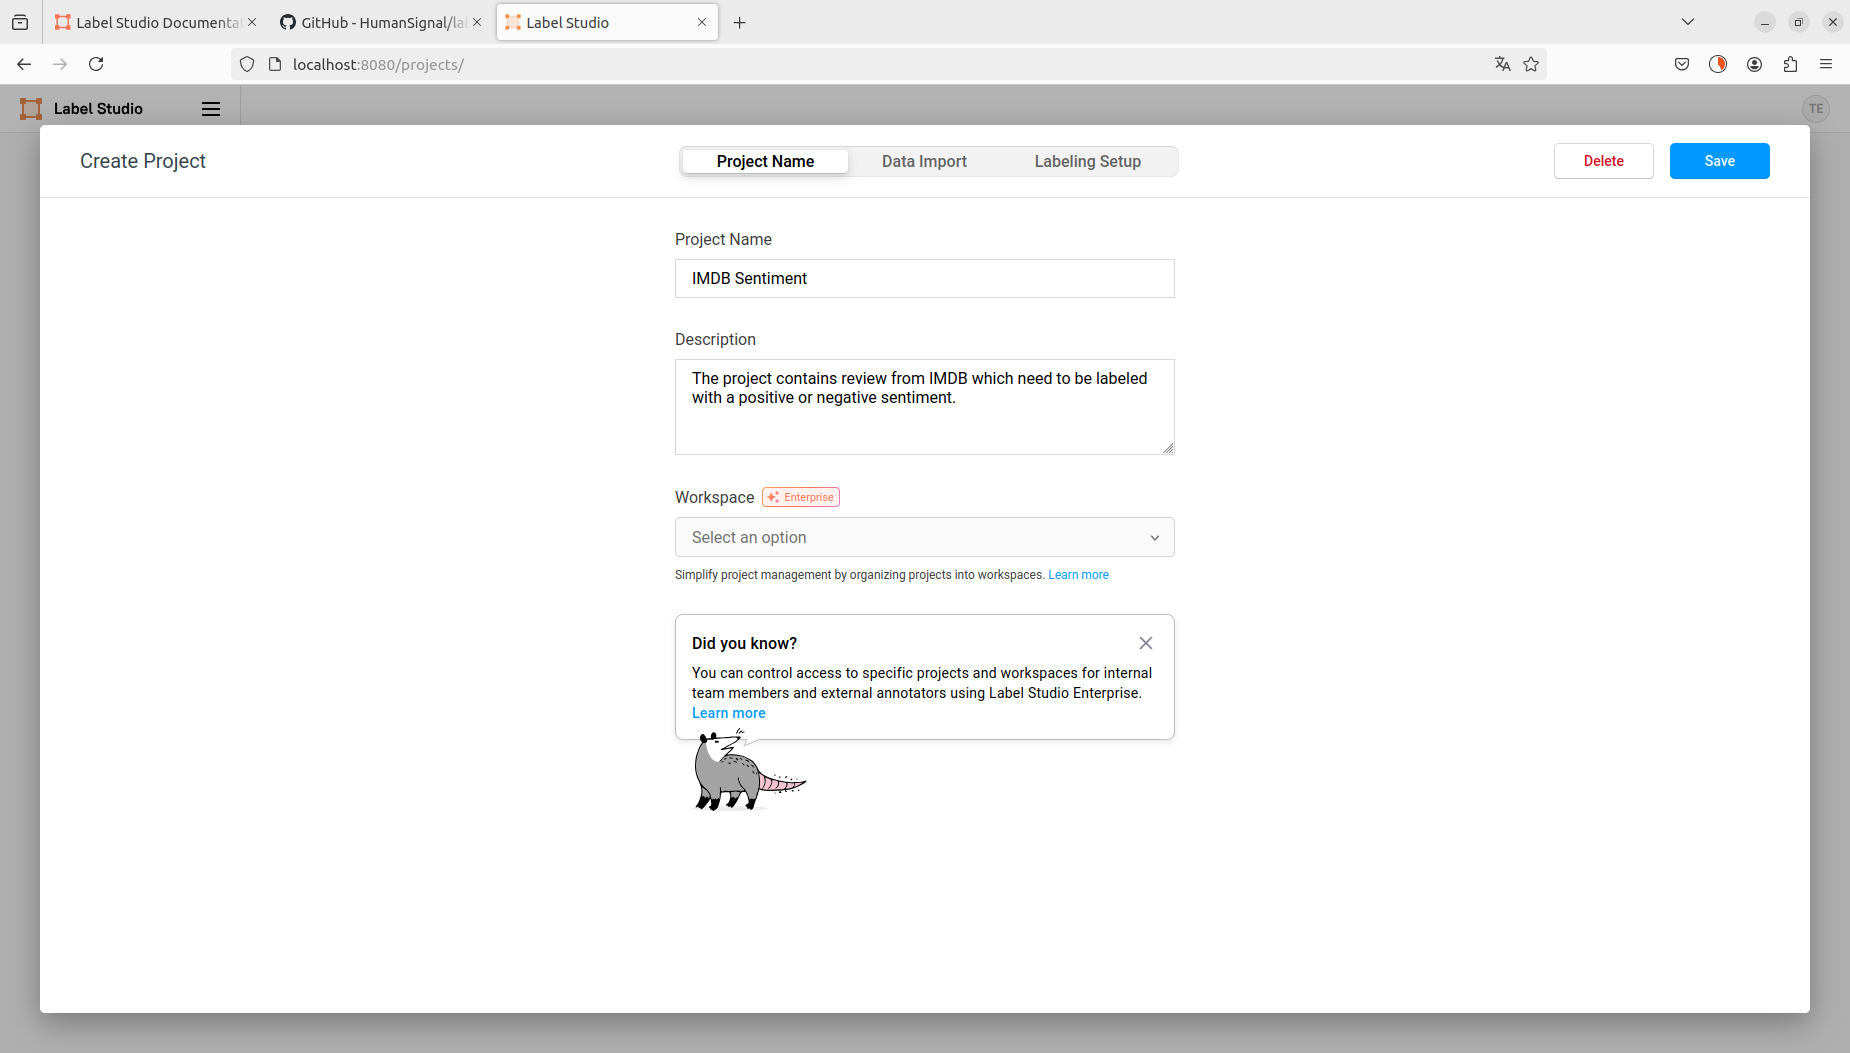 Label Studio Documenta
GitHub - HumanSignal/la
Label Studio
localhost:8080/projects/
Label Studio
TE
Create Project
Project Name
Data Import
Labeling Setup
Delete
Save
Project Name
IMDB Sentiment
Description
The project contains review from IMDB which need to be labeled
with a positive or negative sentiment.
Workspace
Enterprise
Select an option
Simplify project management by organizing projects into workspaces. Learn more
Did you know?
You can control access to specific projects and workspaces for internal
team members and external annotators using Label Studio Enterprise.
Learn more